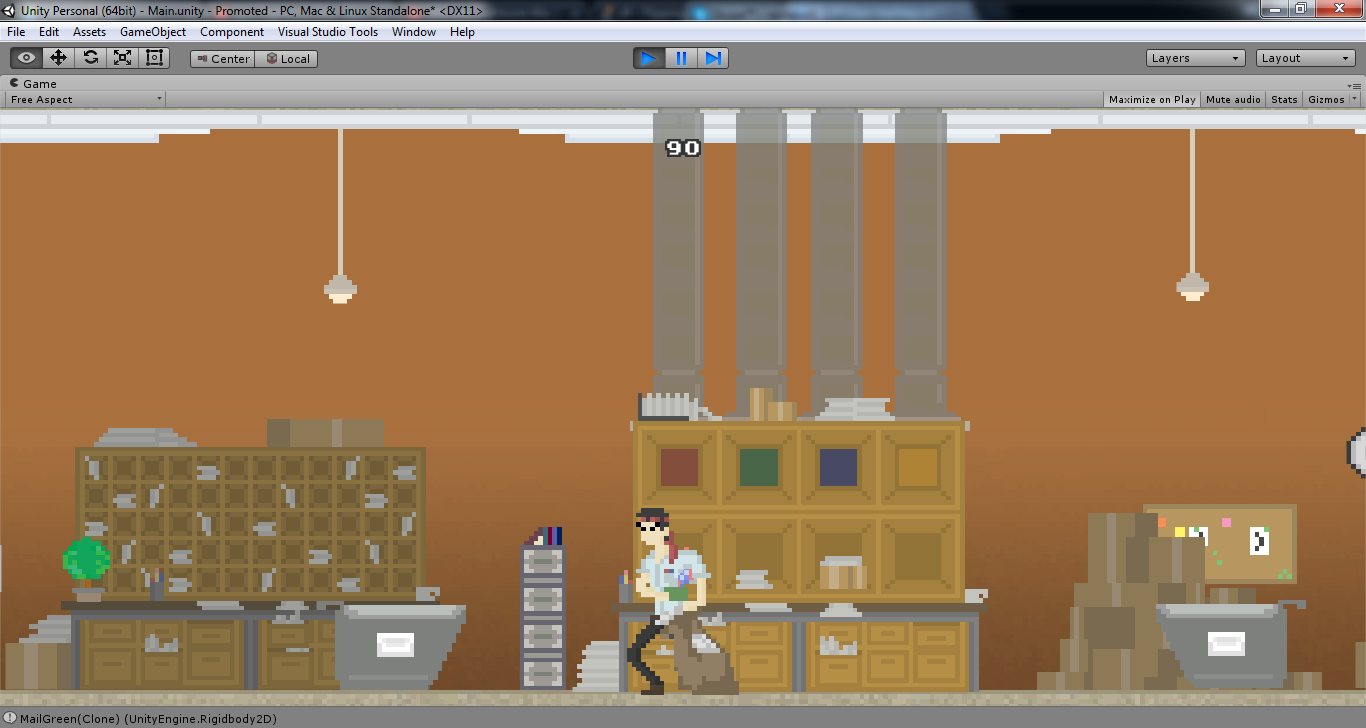 Unity Personal (64bit) - Main.unity - Promoted - PC, Mac & Linux Standalone* <DX11>
File Edit Assets GameObject Component Visual Studio Tools Window Help
Center Local Layers Layout
Game
Free Aspect Maximize on Play Mute audio Stats Gizmos
90
MailGreen(Clone) (UnityEngine.Rigidbody2D)